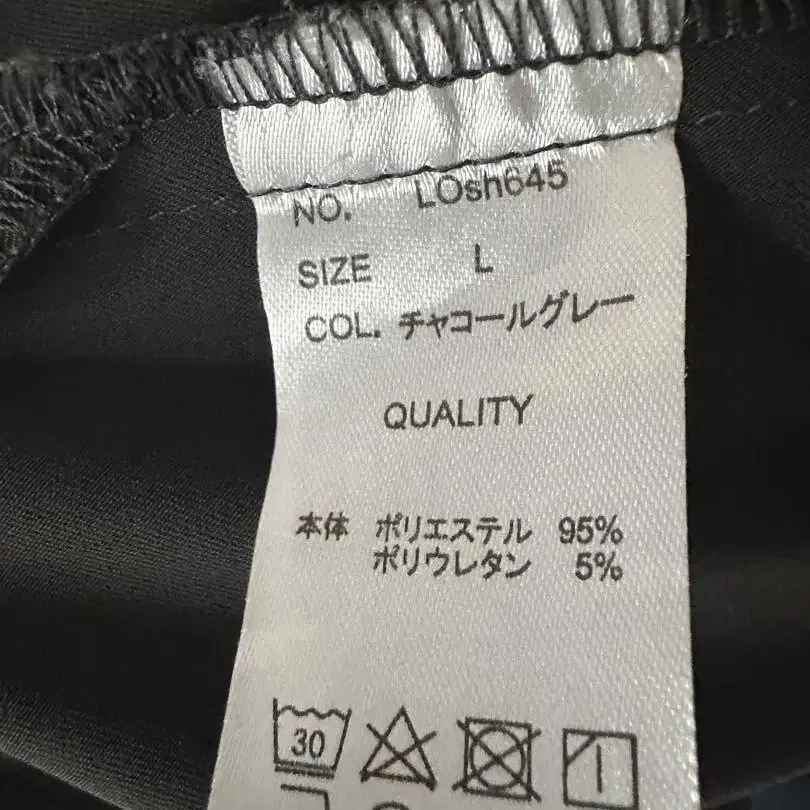 NO. LOsh645
SIZE L
COL. チャコールグレー
QUALITY
本体 ポリエステル 95%
ポリウレタン 5%
30